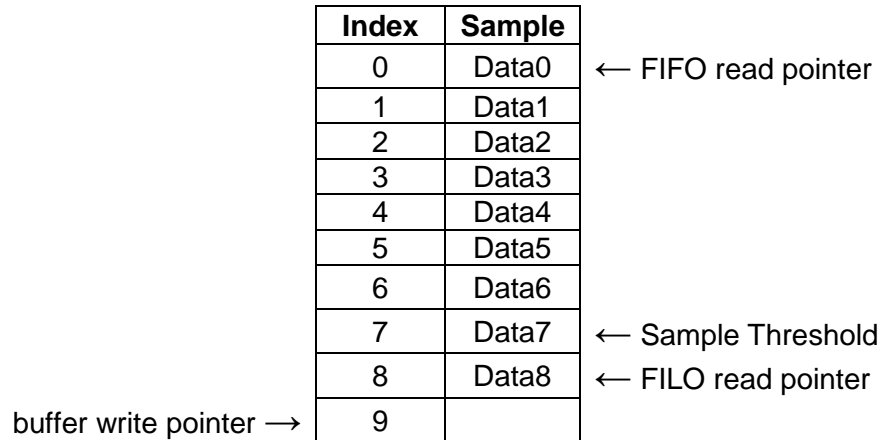 Index Sample
0 Data0 ← FIFO read pointer
1 Data1
2 Data2
3 Data3
4 Data4
5 Data5
6 Data6
7 Data7 ← Sample Threshold
8 Data8 ← FILO read pointer
buffer write pointer → 9